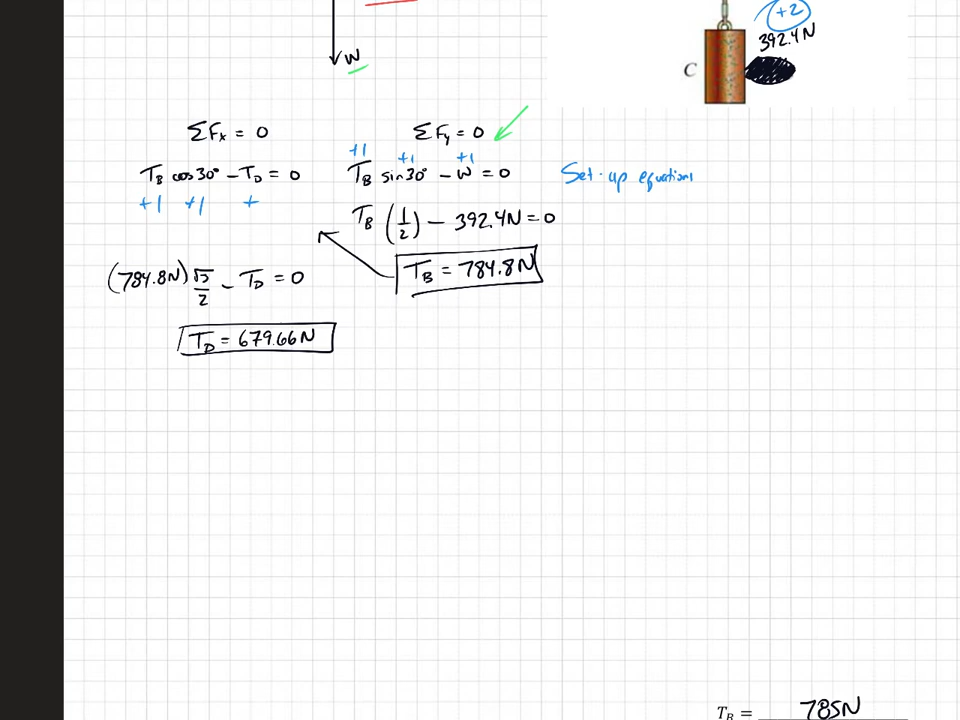 +2
392.4N
W
C
ΣFx = 0
ΣFy = 0
+1 +1 +1
TB cos30° - TD = 0
TB sin30° - W = 0
Set-up equations
+1 +1 +
TB (1/2) - 392.4N = 0
TB = 784.8N
(784.8N) √3/2 - TD = 0
TD = 679.66N
TB = 785N